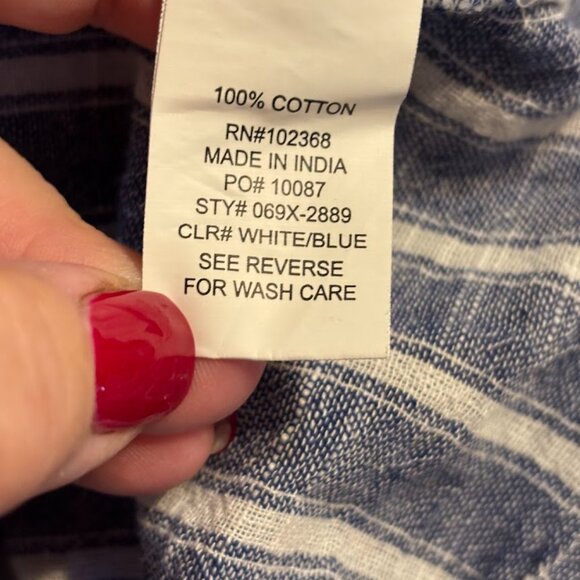 100% COTTON
RN#102368
MADE IN INDIA
PO# 10087
STY# 069X-2889
CLR# WHITE/BLUE
SEE REVERSE
FOR WASH CARE